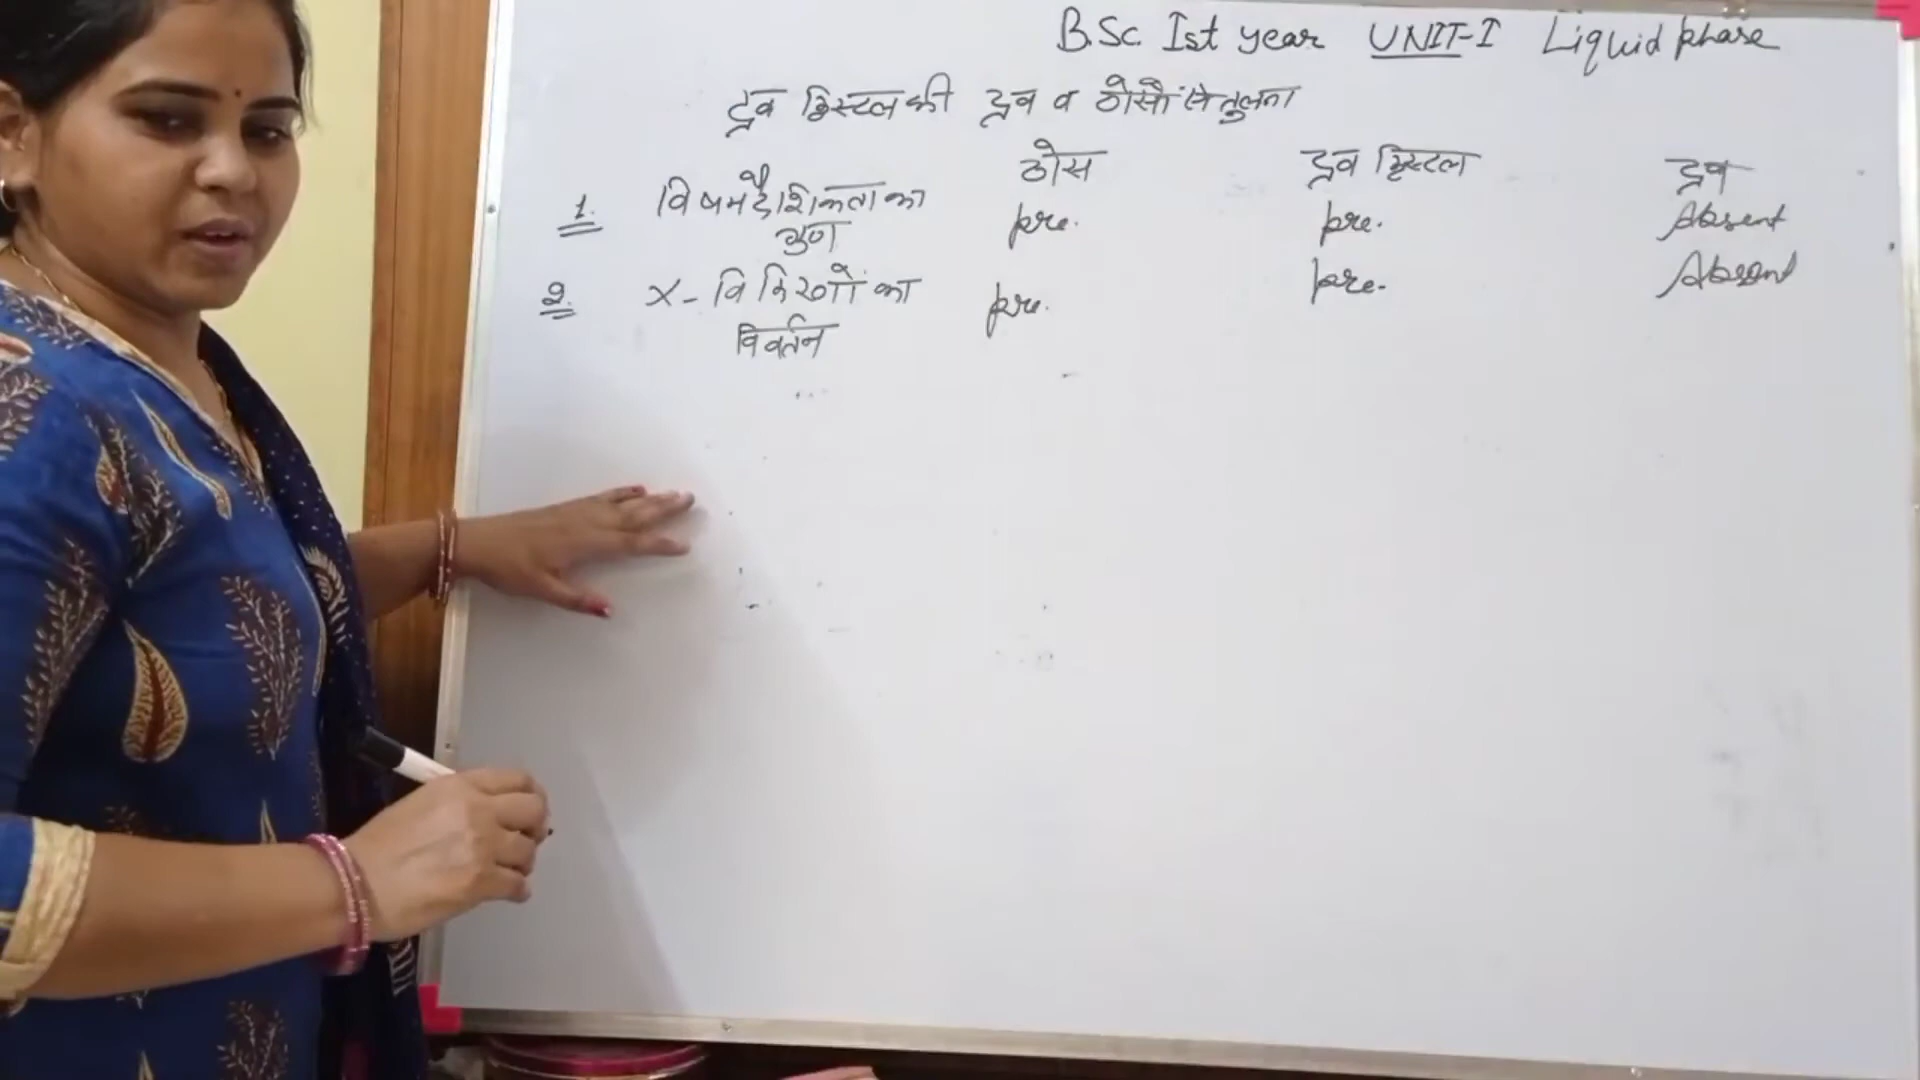 B.Sc. Ist year UNIT-I Liquid phase
द्रव क्रिस्टल की द्रव व ठोसों से तुलना
ठोस द्रव क्रिस्टल द्रव
1. विषमदैशिकता का pre. pre. Absent
गुण
2. X- विकिरणों का pre. pre. Absent
विवर्तन